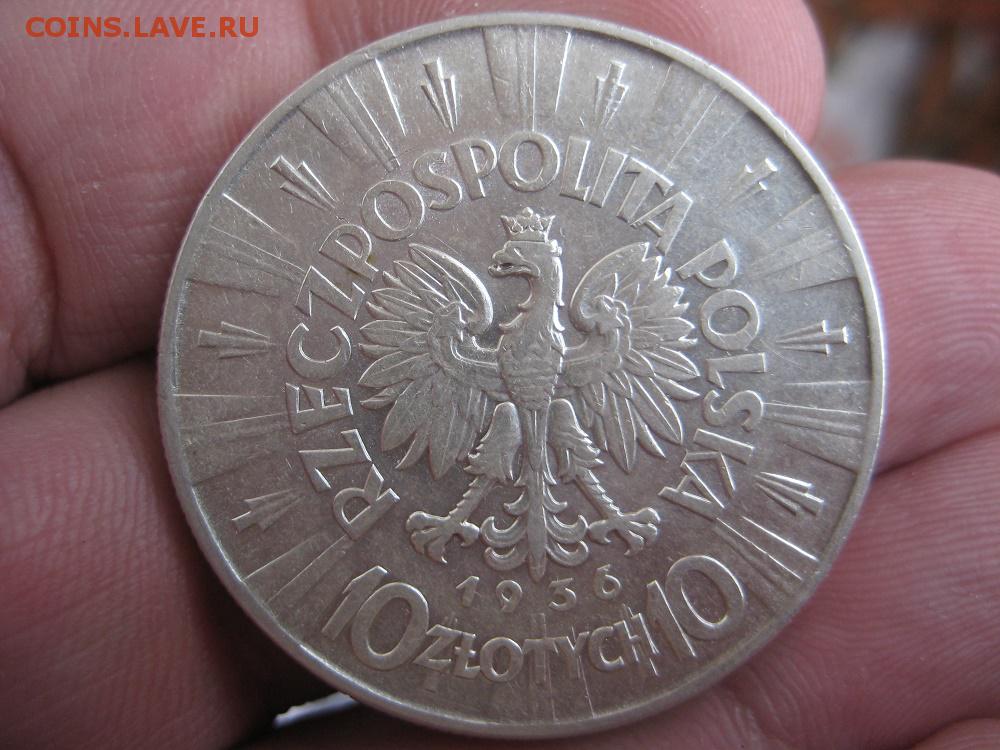 COINS.LAVE.RU
RZECZPOSPOLITA POLSKA
1936
10 ZŁOTYCH 10